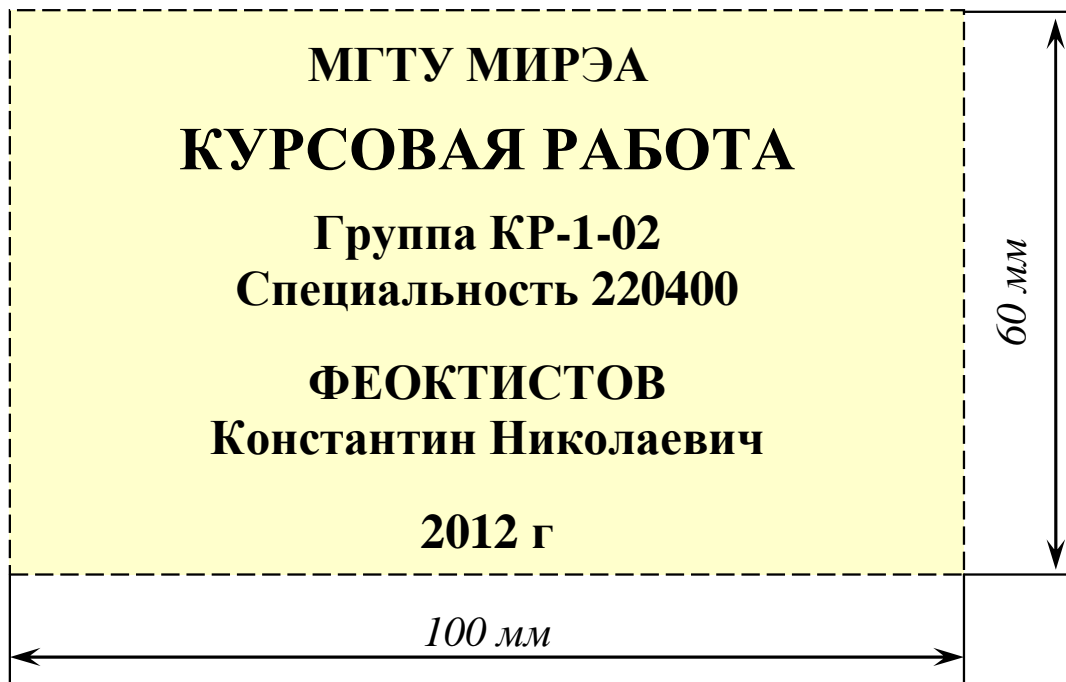 МГТУ МИРЭА
КУРСОВАЯ РАБОТА
Группа КР-1-02
Специальность 220400
ФЕОКТИСТОВ
Константин Николаевич
2012 г
60 мм
100 мм